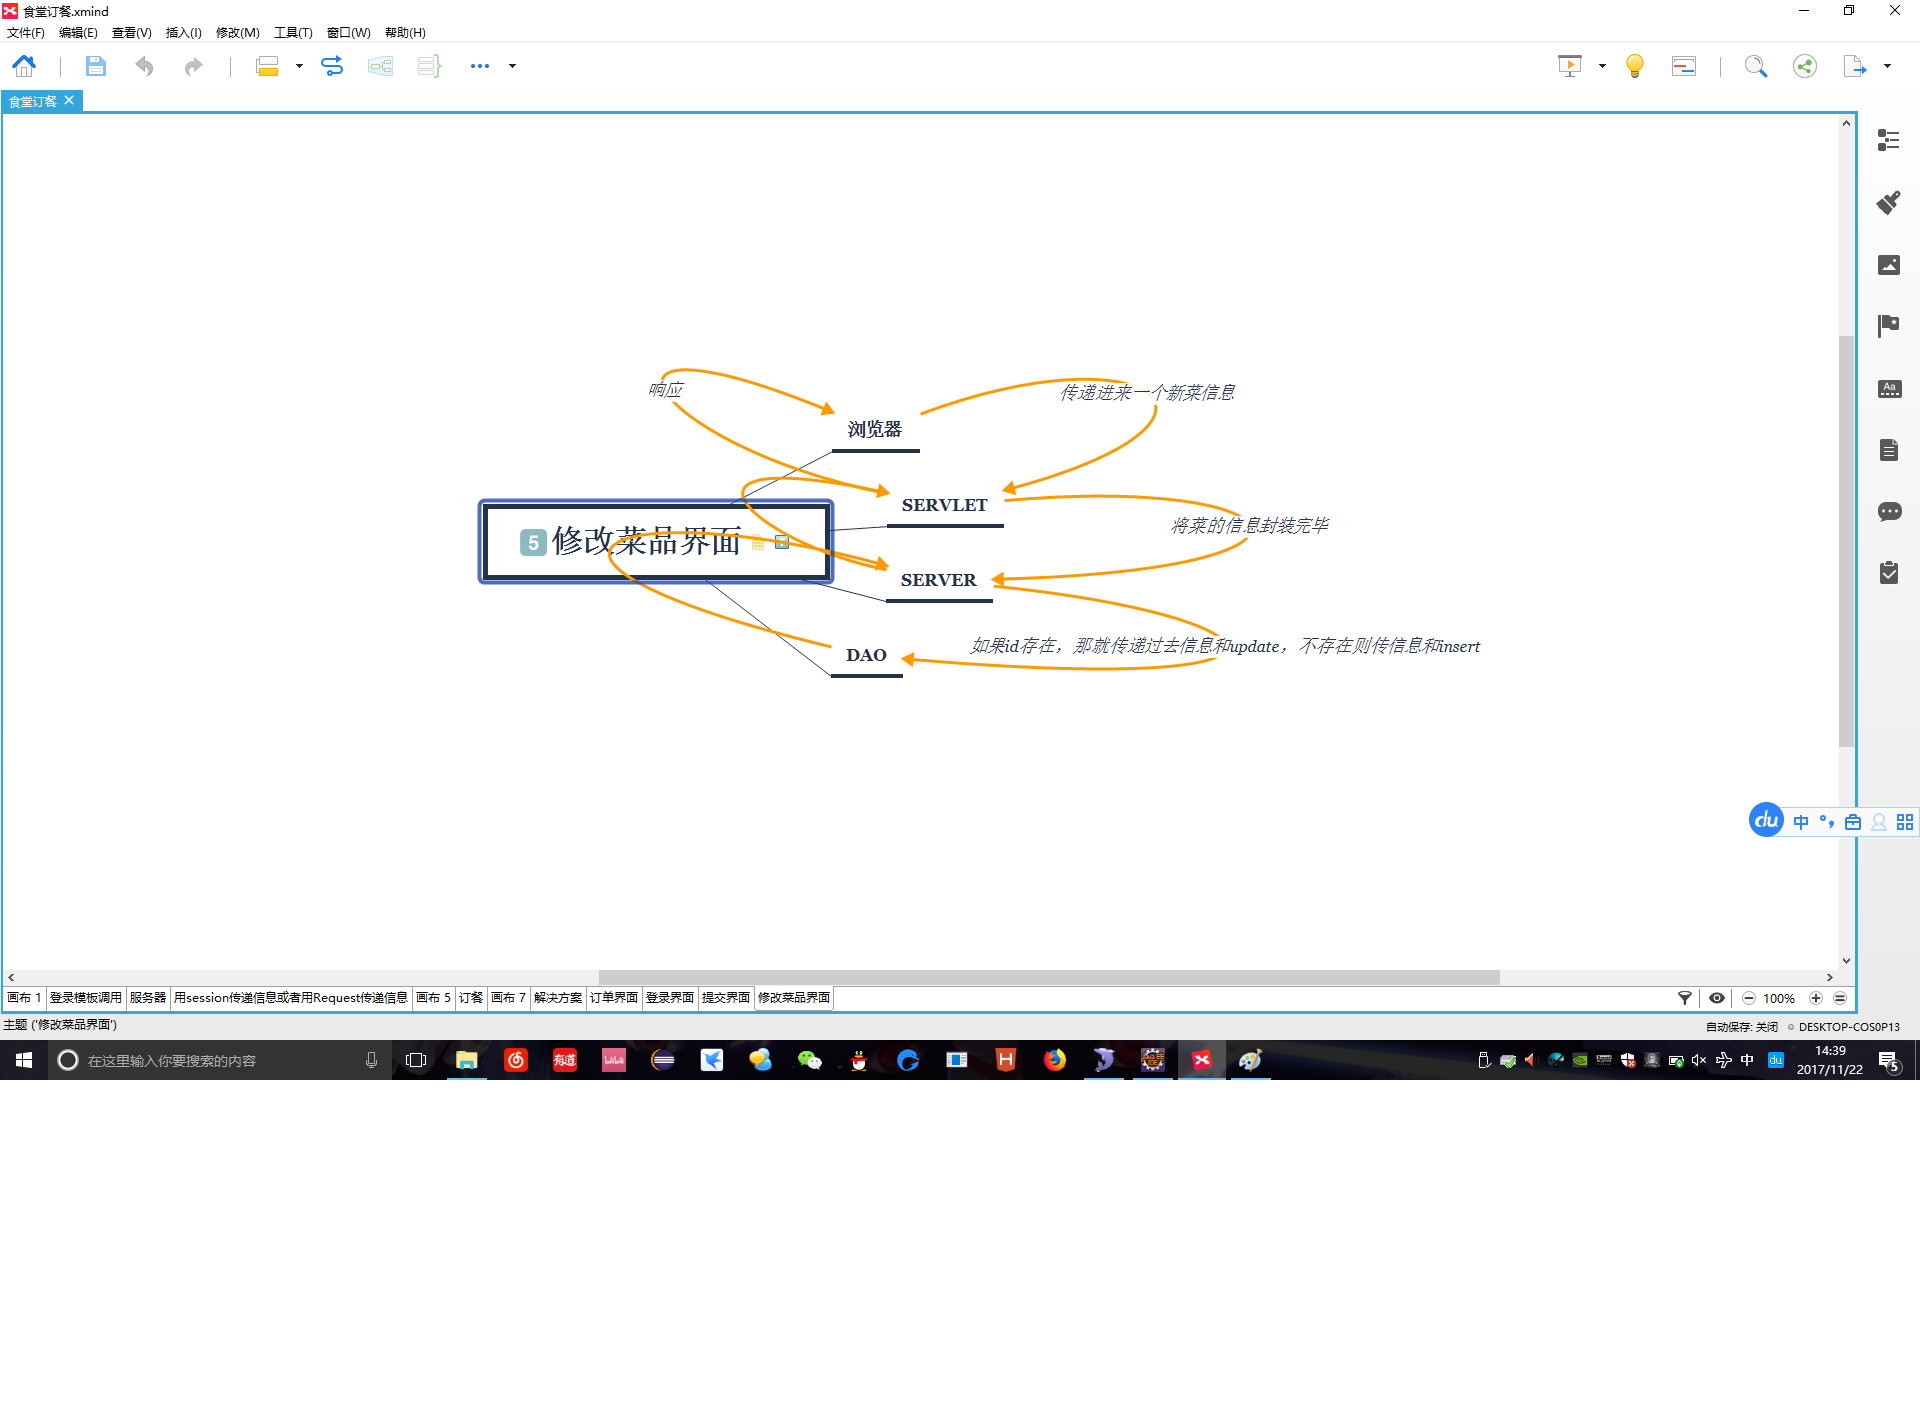 食堂订餐.xmind
文件(F) 编辑(E) 查看(V) 插入(I) 修改(M) 工具(T) 窗口(W) 帮助(H)
食堂订餐
响应
传递进来一个新菜信息
浏览器
SERVLET
将菜的信息封装完毕
5 修改菜品界面
SERVER
如果id存在，那就传递过去信息和update，不存在则传信息和insert
DAO
du 中
画布 1 登录模板调用 服务器 用session传递信息或者用Request传递信息 画布 5 订餐 画布 7 解决方案 订单界面 登录界面 提交界面 修改菜品界面
100%
主题 ('修改菜品界面')
自动保存: 关闭 DESKTOP-COS0P13
在这里输入你要搜索的内容
有道
H
中
du
14:39
2017/11/22
5